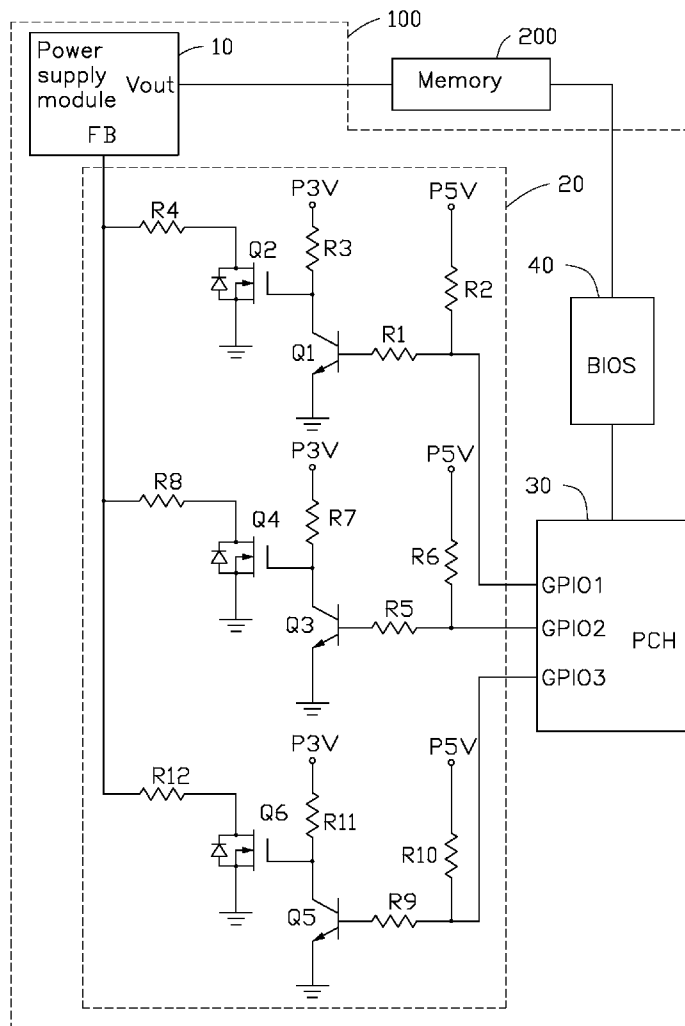 100
10
200
Power
supply
module
Vout
FB
Memory
20
P3V
P5V
R4
Q2
R3
R2
40
Q1
R1
BIOS
P3V
P5V
30
R8
Q4
R7
R6
GPIO1
Q3
R5
GPIO2
PCH
GPIO3
P3V
P5V
R12
Q6
R11
R10
Q5
R9